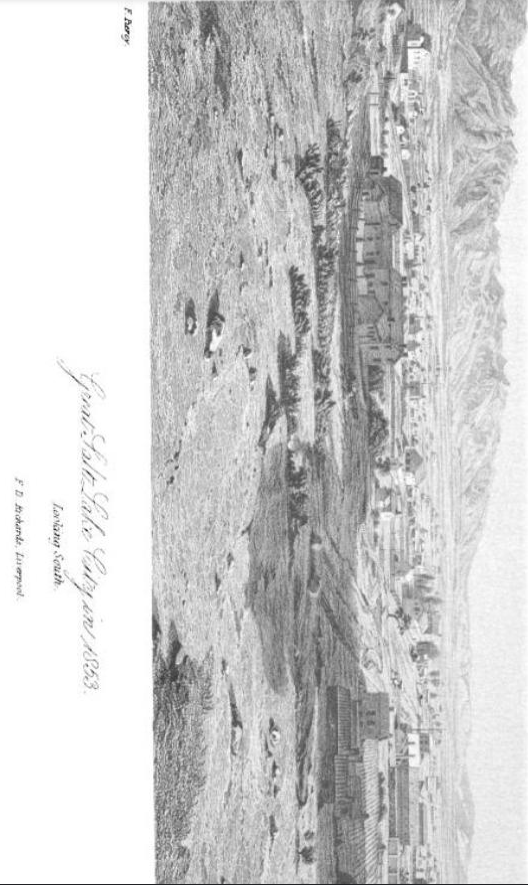 F. Piercy.
Great Salt Lake City in 1853.
Looking South.
F. D. Richards, Liverpool.